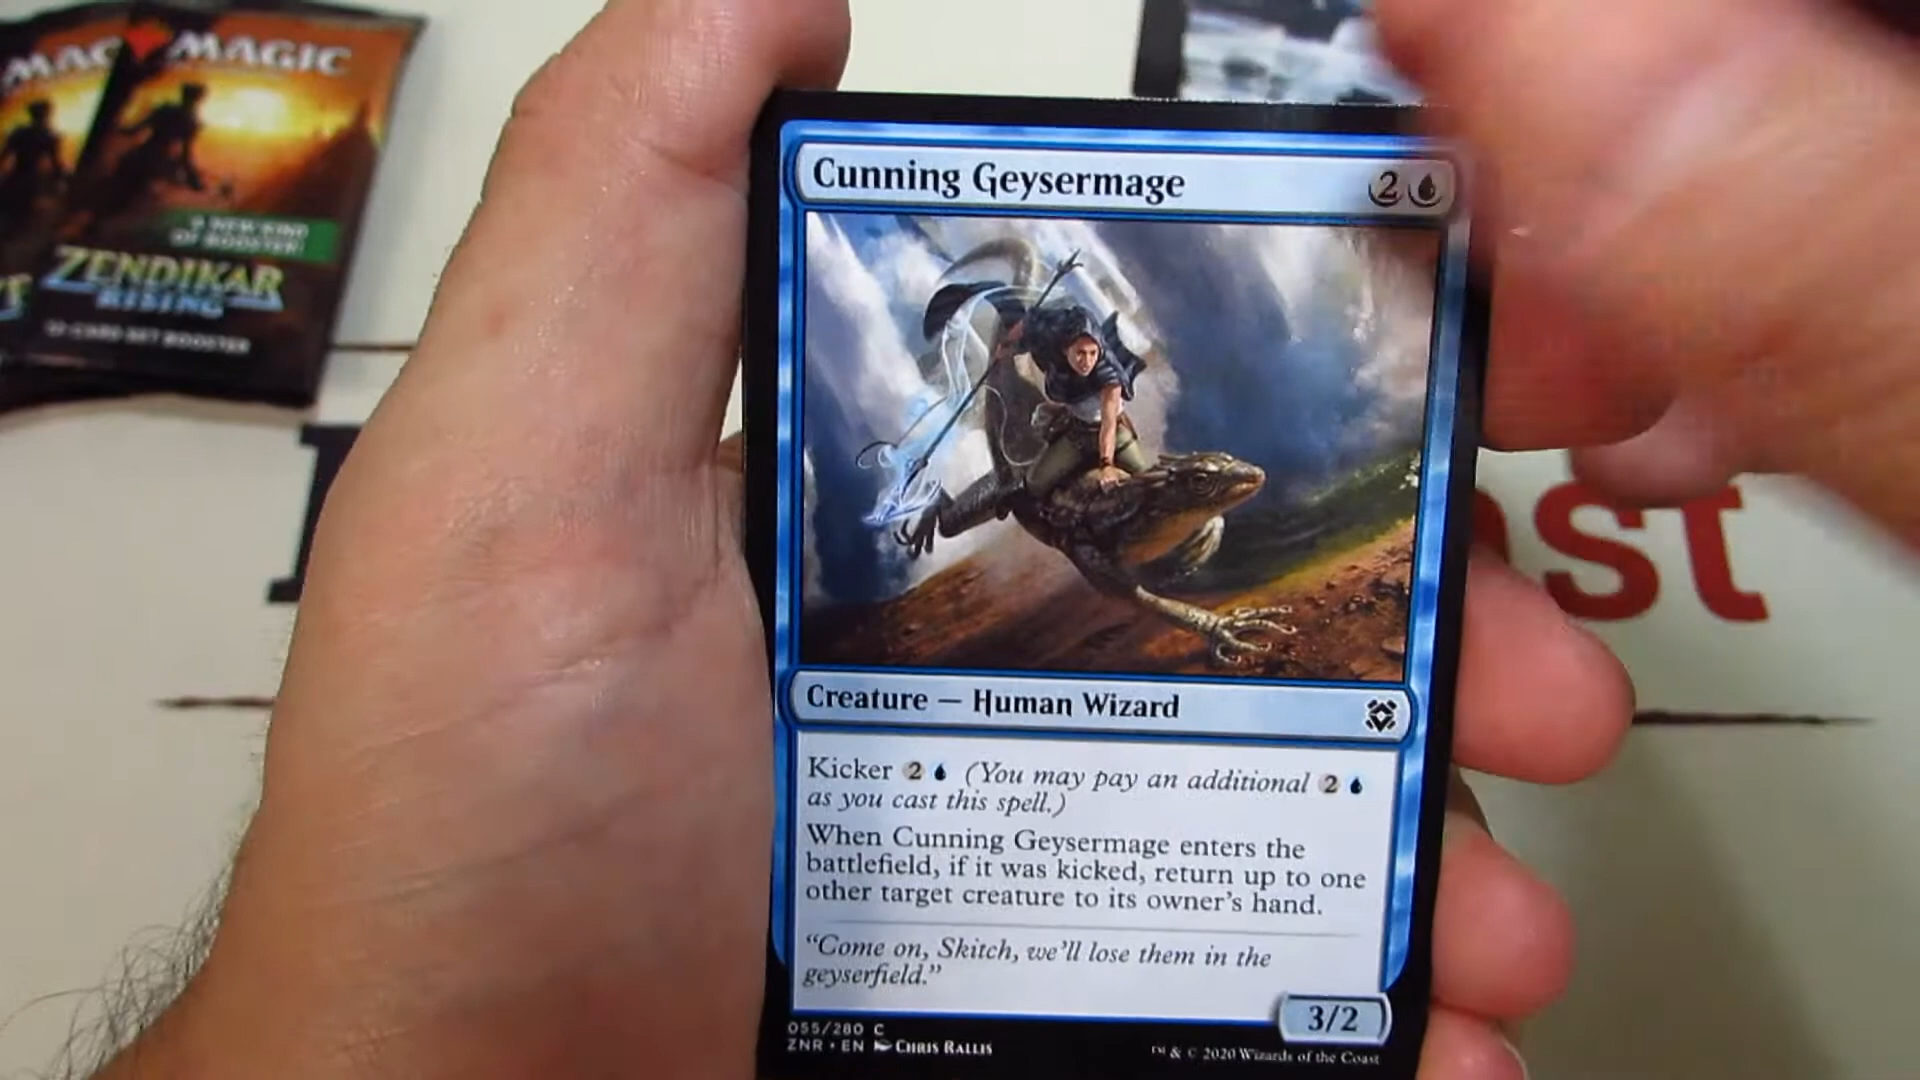 MAGIC
MAGIC
A NEW KIND
OF BOOSTER!
ZENDIKAR
RISING
12-CARD SET BOOSTER
Cunning Geysermage 2
Creature — Human Wizard
Kicker 2 (You may pay an additional 2
as you cast this spell.)
When Cunning Geysermage enters the
battlefield, if it was kicked, return up to one
other target creature to its owner's hand.
"Come on, Skitch, we'll lose them in the
geyserfield."
3/2
055/280 C
ZNR • EN CHRIS RALLIS
™ & © 2020 Wizards of the Coast